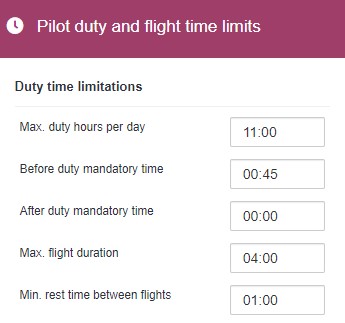 Pilot duty and flight time limits
Duty time limitations
Max. duty hours per day 11:00
Before duty mandatory time 00:45
After duty mandatory time 00:00
Max. flight duration 04:00
Min. rest time between flights 01:00